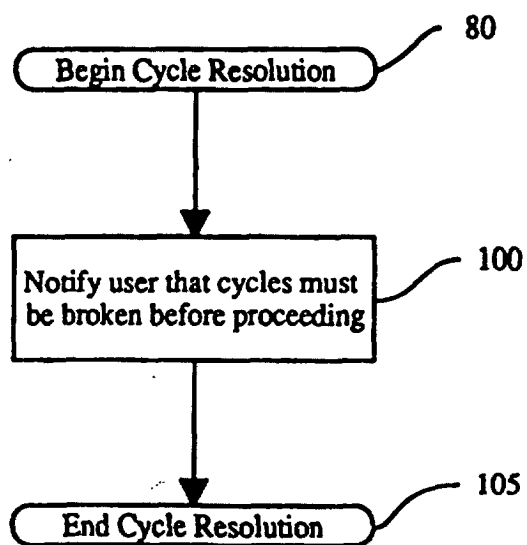 80
Begin Cycle Resolution
100
Notify user that cycles must
be broken before proceeding
105
End Cycle Resolution